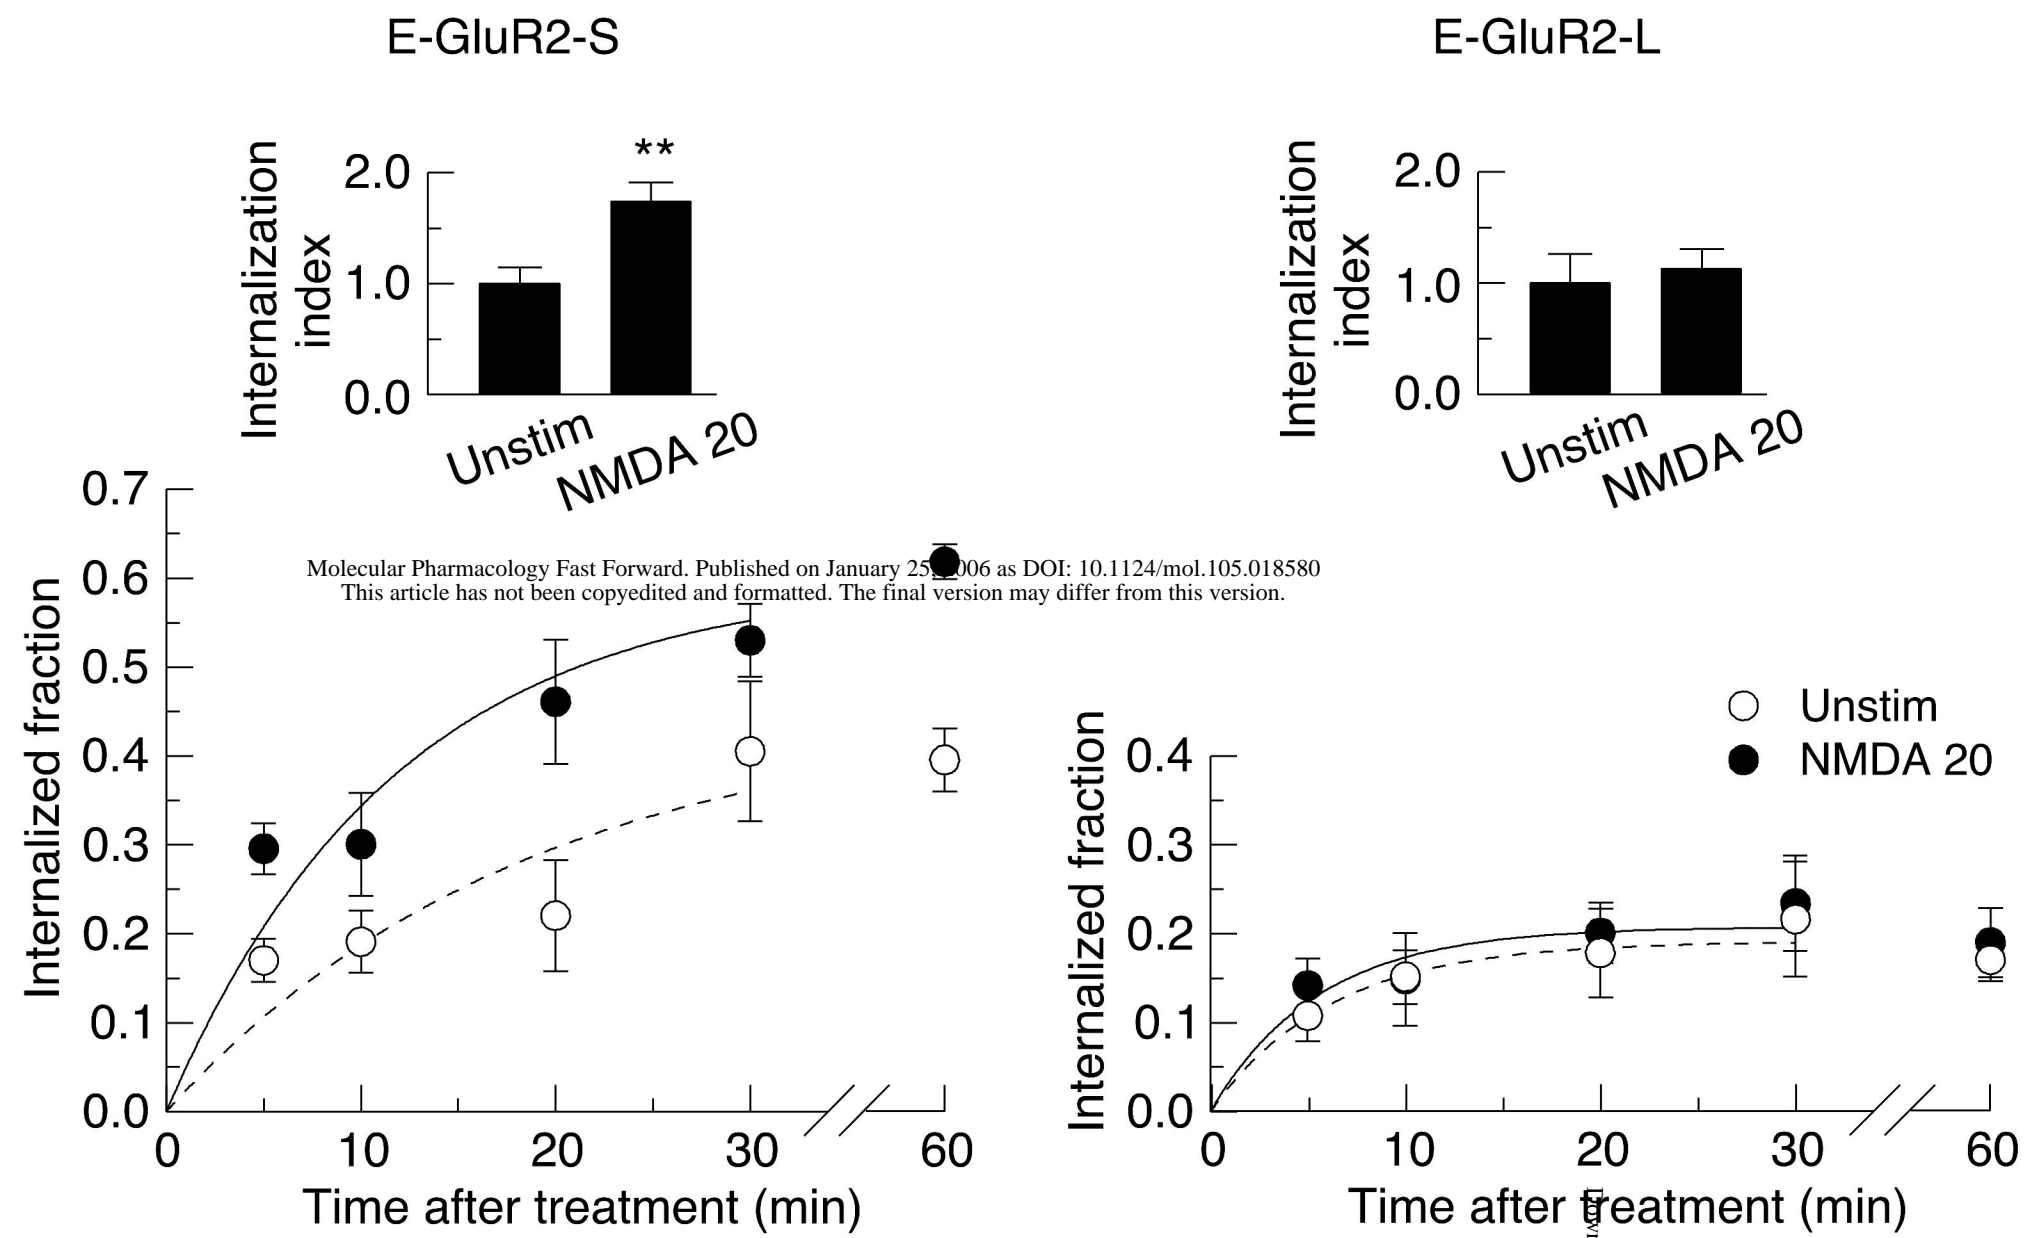 E-GluR2-S
E-GluR2-L
Internalization
index
2.0
1.0
0.0
**
Unstim
NMDA 20
Internalization
index
2.0
1.0
0.0
Unstim
NMDA 20
Molecular Pharmacology Fast Forward. Published on January 25, 006 as DOI: 10.1124/mol.105.018580
This article has not been copyedited and formatted. The final version may differ from this version.
Internalized fraction
0.7
0.6
0.5
0.4
0.3
0.2
0.1
0.0
0 10 20 30 60
Time after treatment (min)
Unstim
NMDA 20
Internalized fraction
0.4
0.3
0.2
0.1
0.0
0 10 20 30 60
Time after treatment (min)